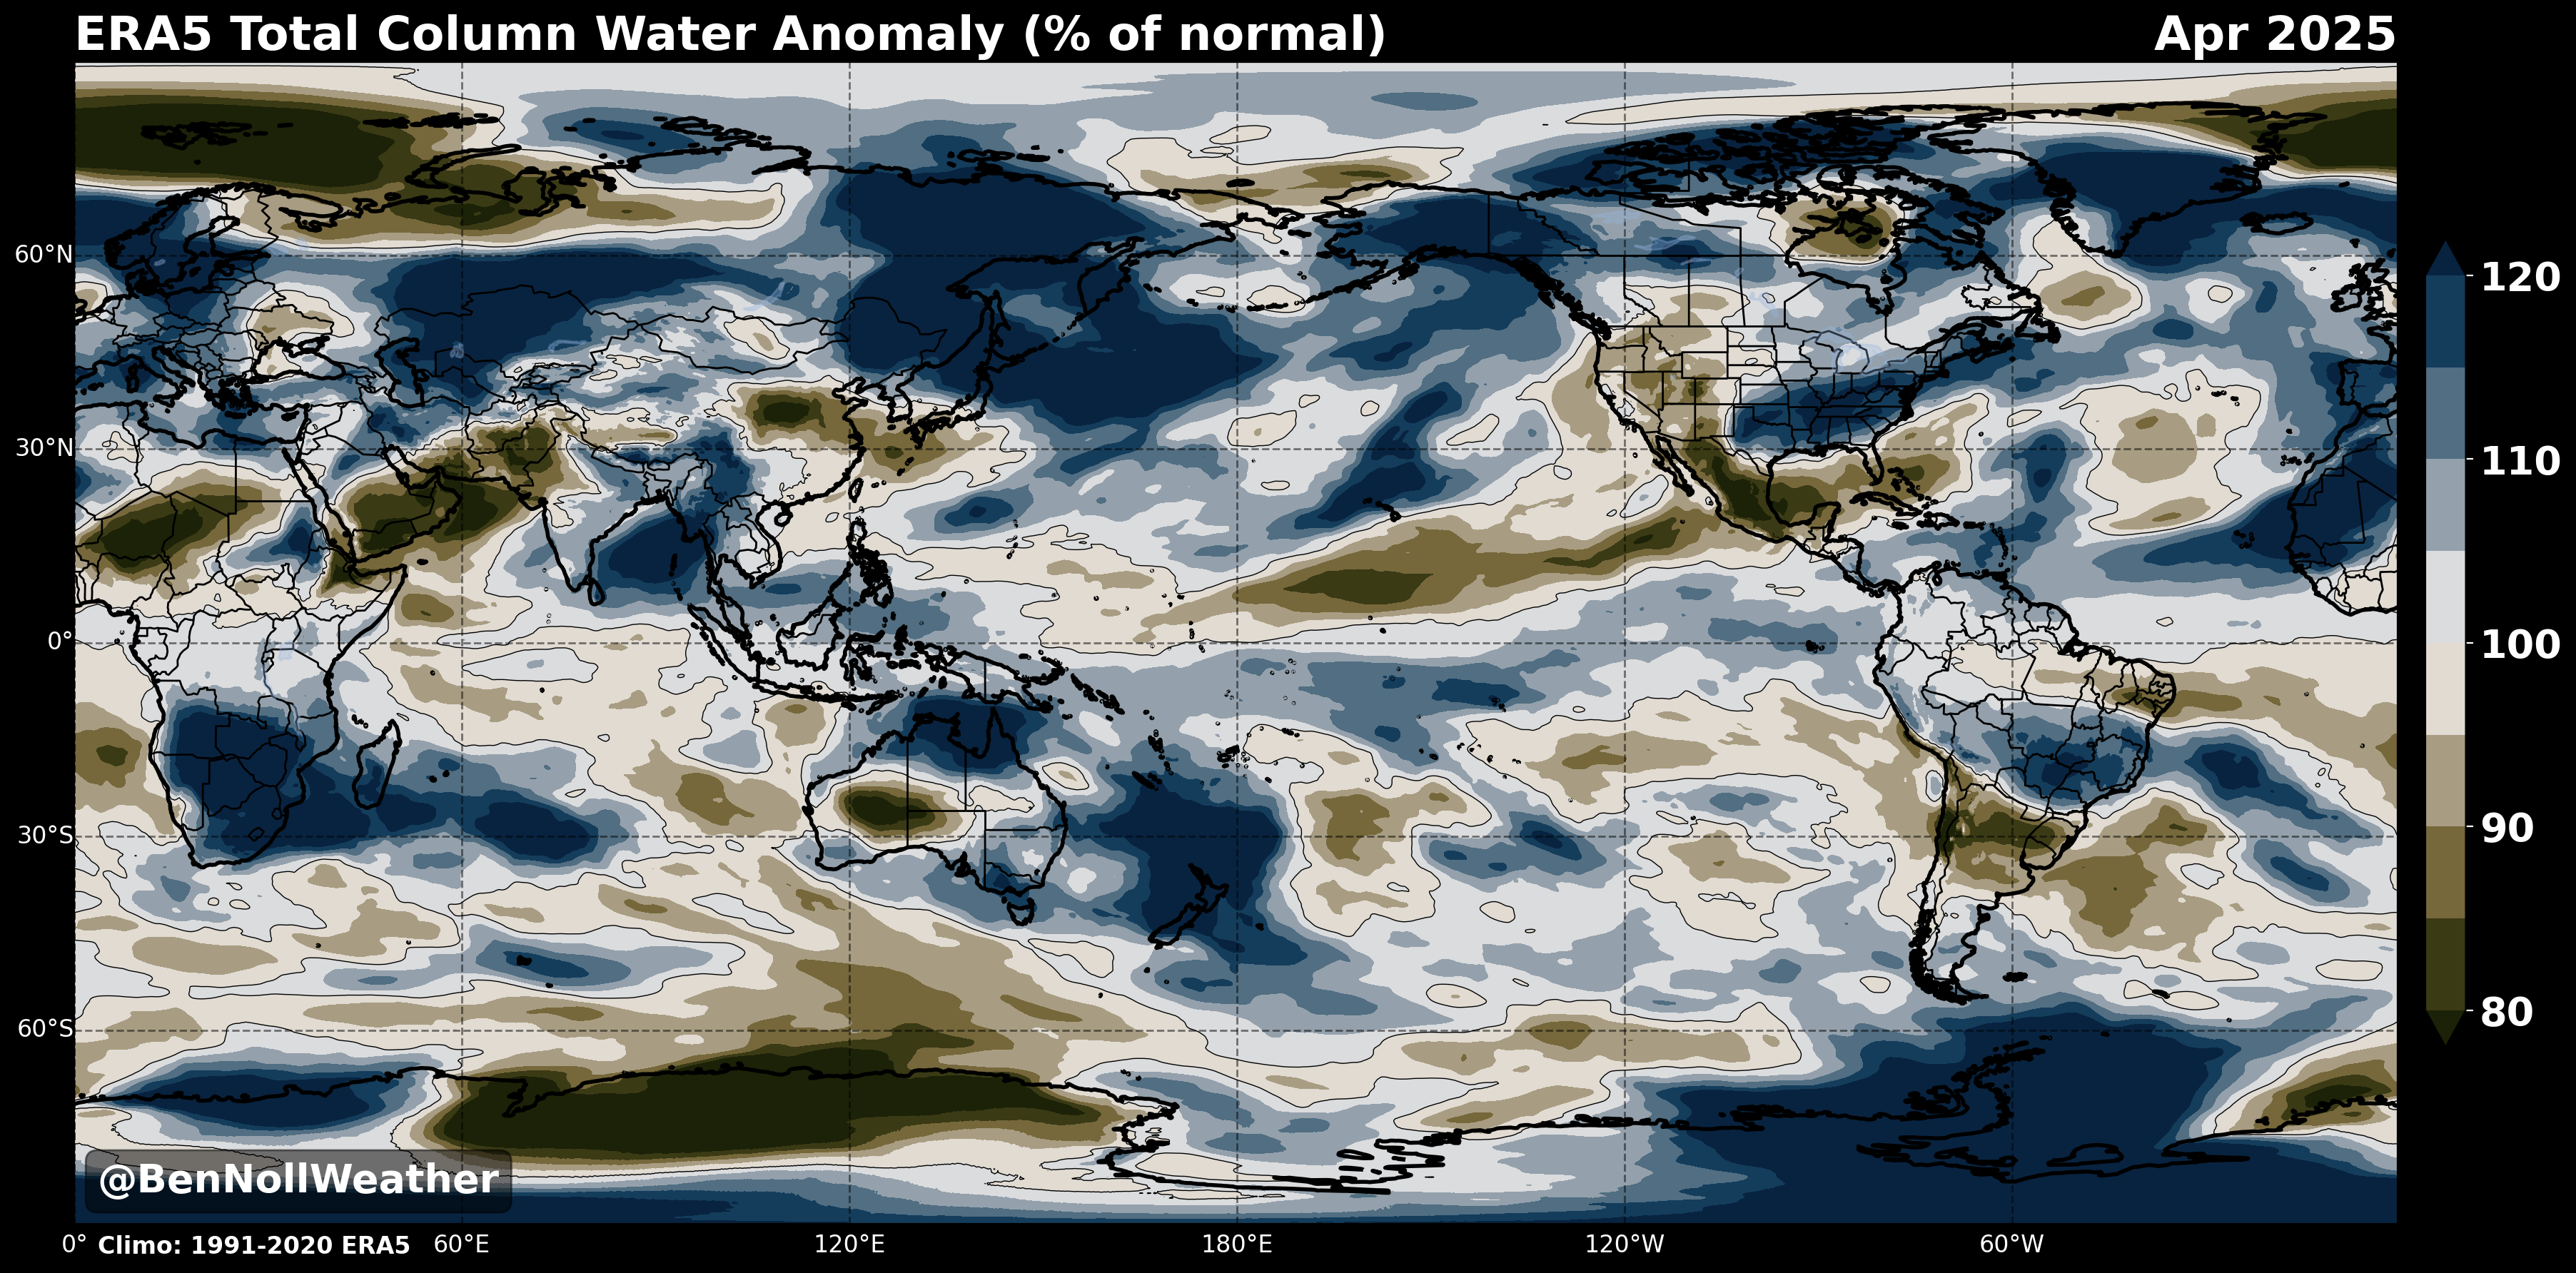 ERA5 Total Column Water Anomaly (% of normal) Apr 2025
60°N
30°N
0°
30°S
60°S
120
110
100
90
80
@BenNollWeather
0° Climo: 1991-2020 ERA5 60°E 120°E 180°E 120°W 60°W